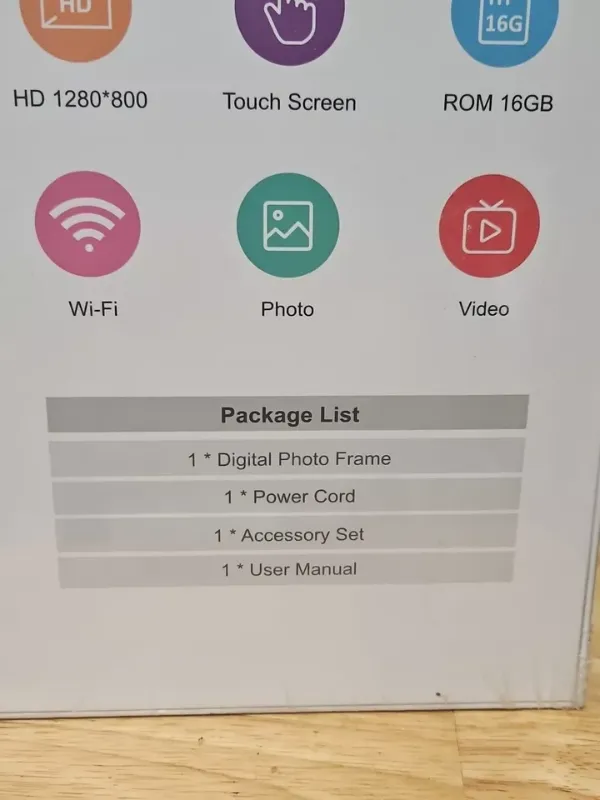 HD
16G
HD 1280*800
Touch Screen
ROM 16GB
Wi-Fi
Photo
Video
Package List
1 * Digital Photo Frame
1 * Power Cord
1 * Accessory Set
1 * User Manual